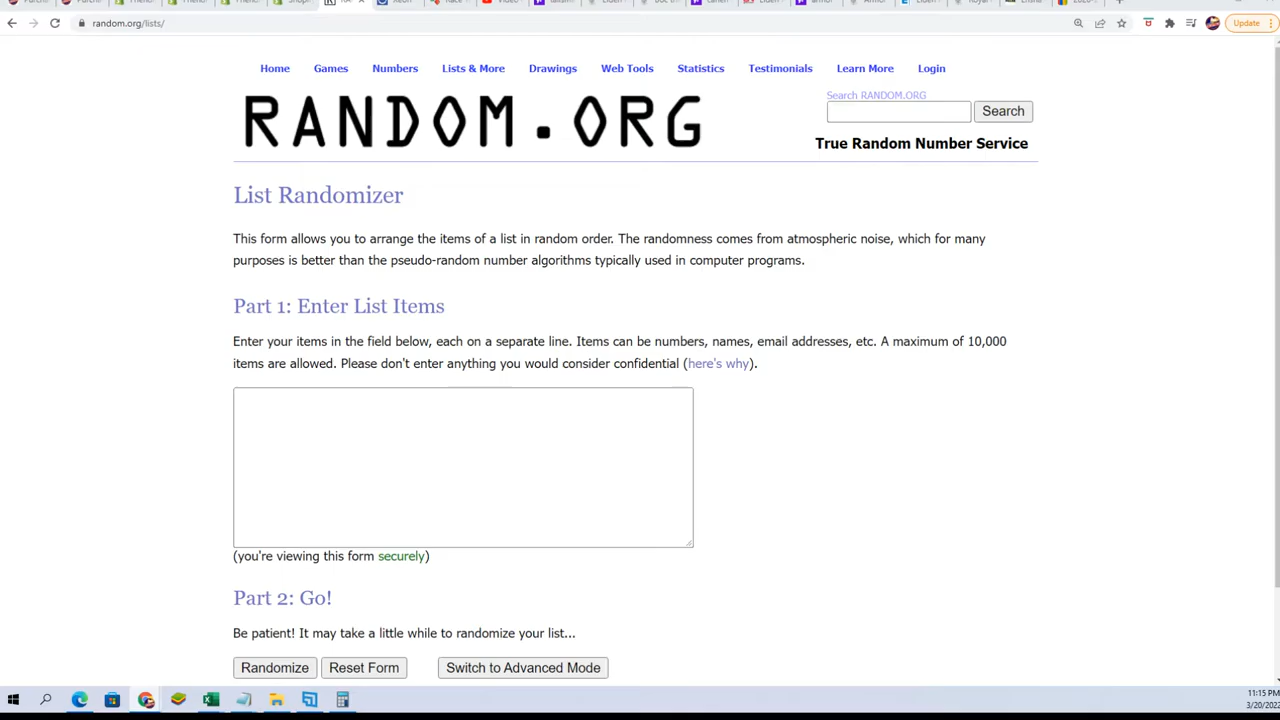 random.org/lists/
Update
Home Games Numbers Lists & More Drawings Web Tools Statistics Testimonials Learn More Login
RANDOM.ORG
Search RANDOM.ORG
Search
True Random Number Service
List Randomizer
This form allows you to arrange the items of a list in random order. The randomness comes from atmospheric noise, which for many
purposes is better than the pseudo-random number algorithms typically used in computer programs.
Part 1: Enter List Items
Enter your items in the field below, each on a separate line. Items can be numbers, names, email addresses, etc. A maximum of 10,000
items are allowed. Please don't enter anything you would consider confidential (here's why).
(you're viewing this form securely)
Part 2: Go!
Be patient! It may take a little while to randomize your list...
Randomize Reset Form Switch to Advanced Mode
11:15 PM